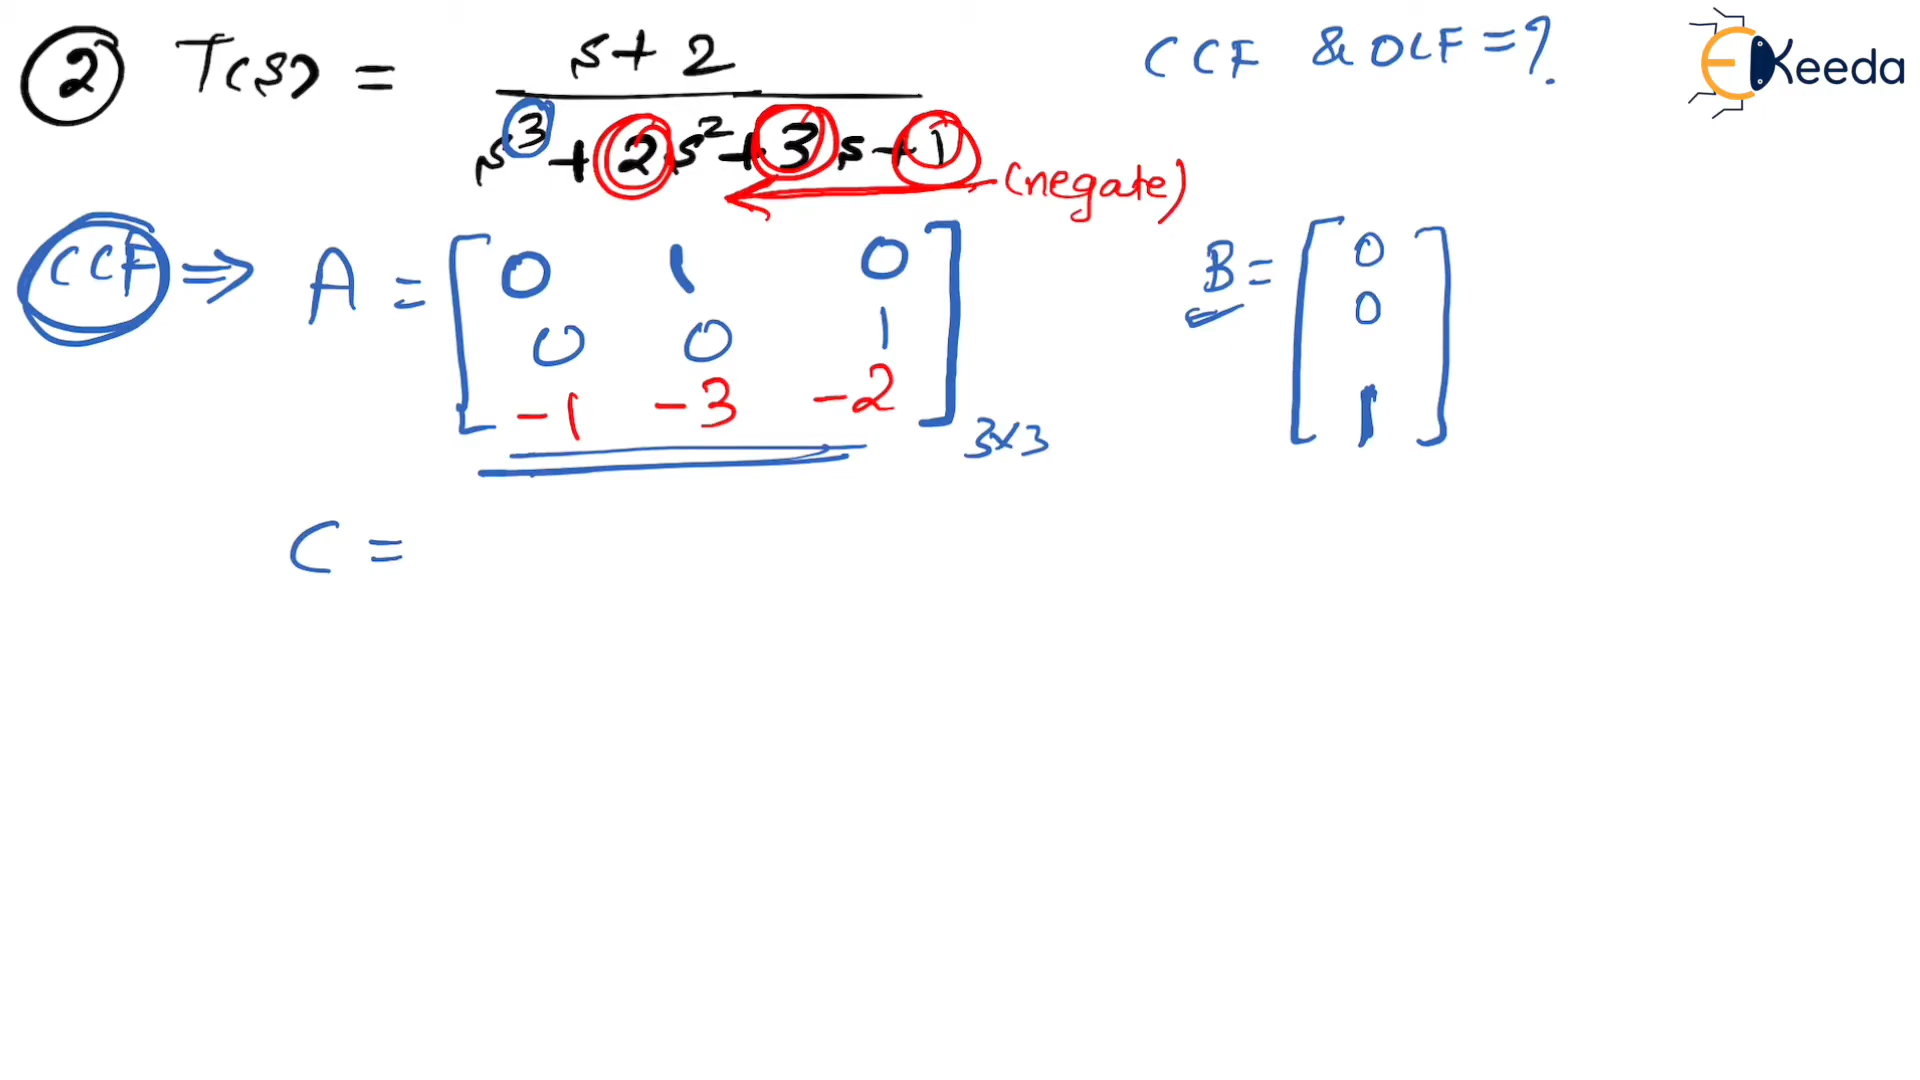 ② T(s) = s + 2 / s³ + 2s² + 3s + 1
CCF & OCF = ?
EKeeda
(negate)
CCF ⇒ A = [ 0 1 0
0 0 1
-1 -3 -2 ] 3×3
B = [ 0
0
1 ]
C =